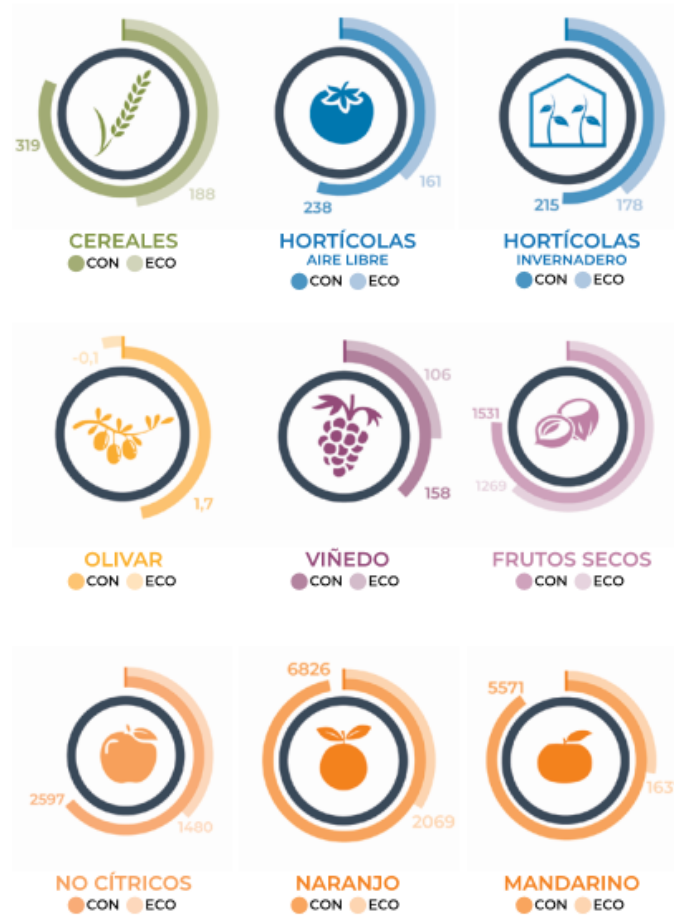 319
188
CEREALES
CON ECO
238
161
HORTÍCOLAS
AIRE LIBRE
CON ECO
215
178
HORTÍCOLAS
INVERNADERO
CON ECO
-0,1
1,7
OLIVAR
CON ECO
106
158
VIÑEDO
CON ECO
1531
1269
FRUTOS SECOS
CON ECO
2597
1480
NO CÍTRICOS
CON ECO
6826
2069
NARANJO
CON ECO
5571
163
MANDARINO
CON ECO